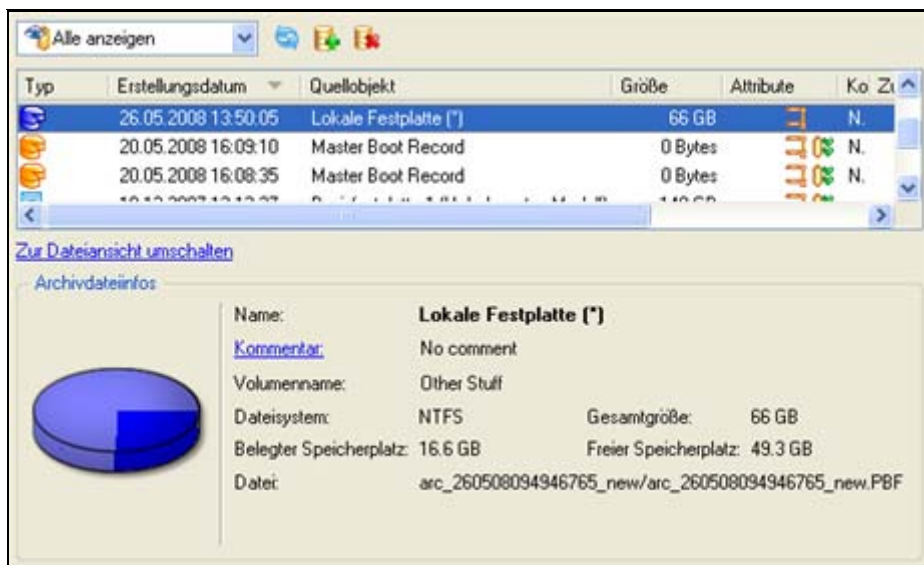 Alle anzeigen
Typ Erstellungsdatum Quellobjekt Größe Attribute Ko Zu
26.05.2008 13:50:05 Lokale Festplatte (*) 66 GB N.
20.05.2008 16:09:10 Master Boot Record 0 Bytes N.
20.05.2008 16:08:35 Master Boot Record 0 Bytes N.
Zur Dateiansicht umschalten
Archivdateiinfos
Name: Lokale Festplatte (*)
Kommentar: No comment
Volumenname: Other Stuff
Dateisystem: NTFS Gesamtgröße: 66 GB
Belegter Speicherplatz: 16.6 GB Freier Speicherplatz: 49.3 GB
Datei: arc_260508094946765_new/arc_260508094946765_new.PBF